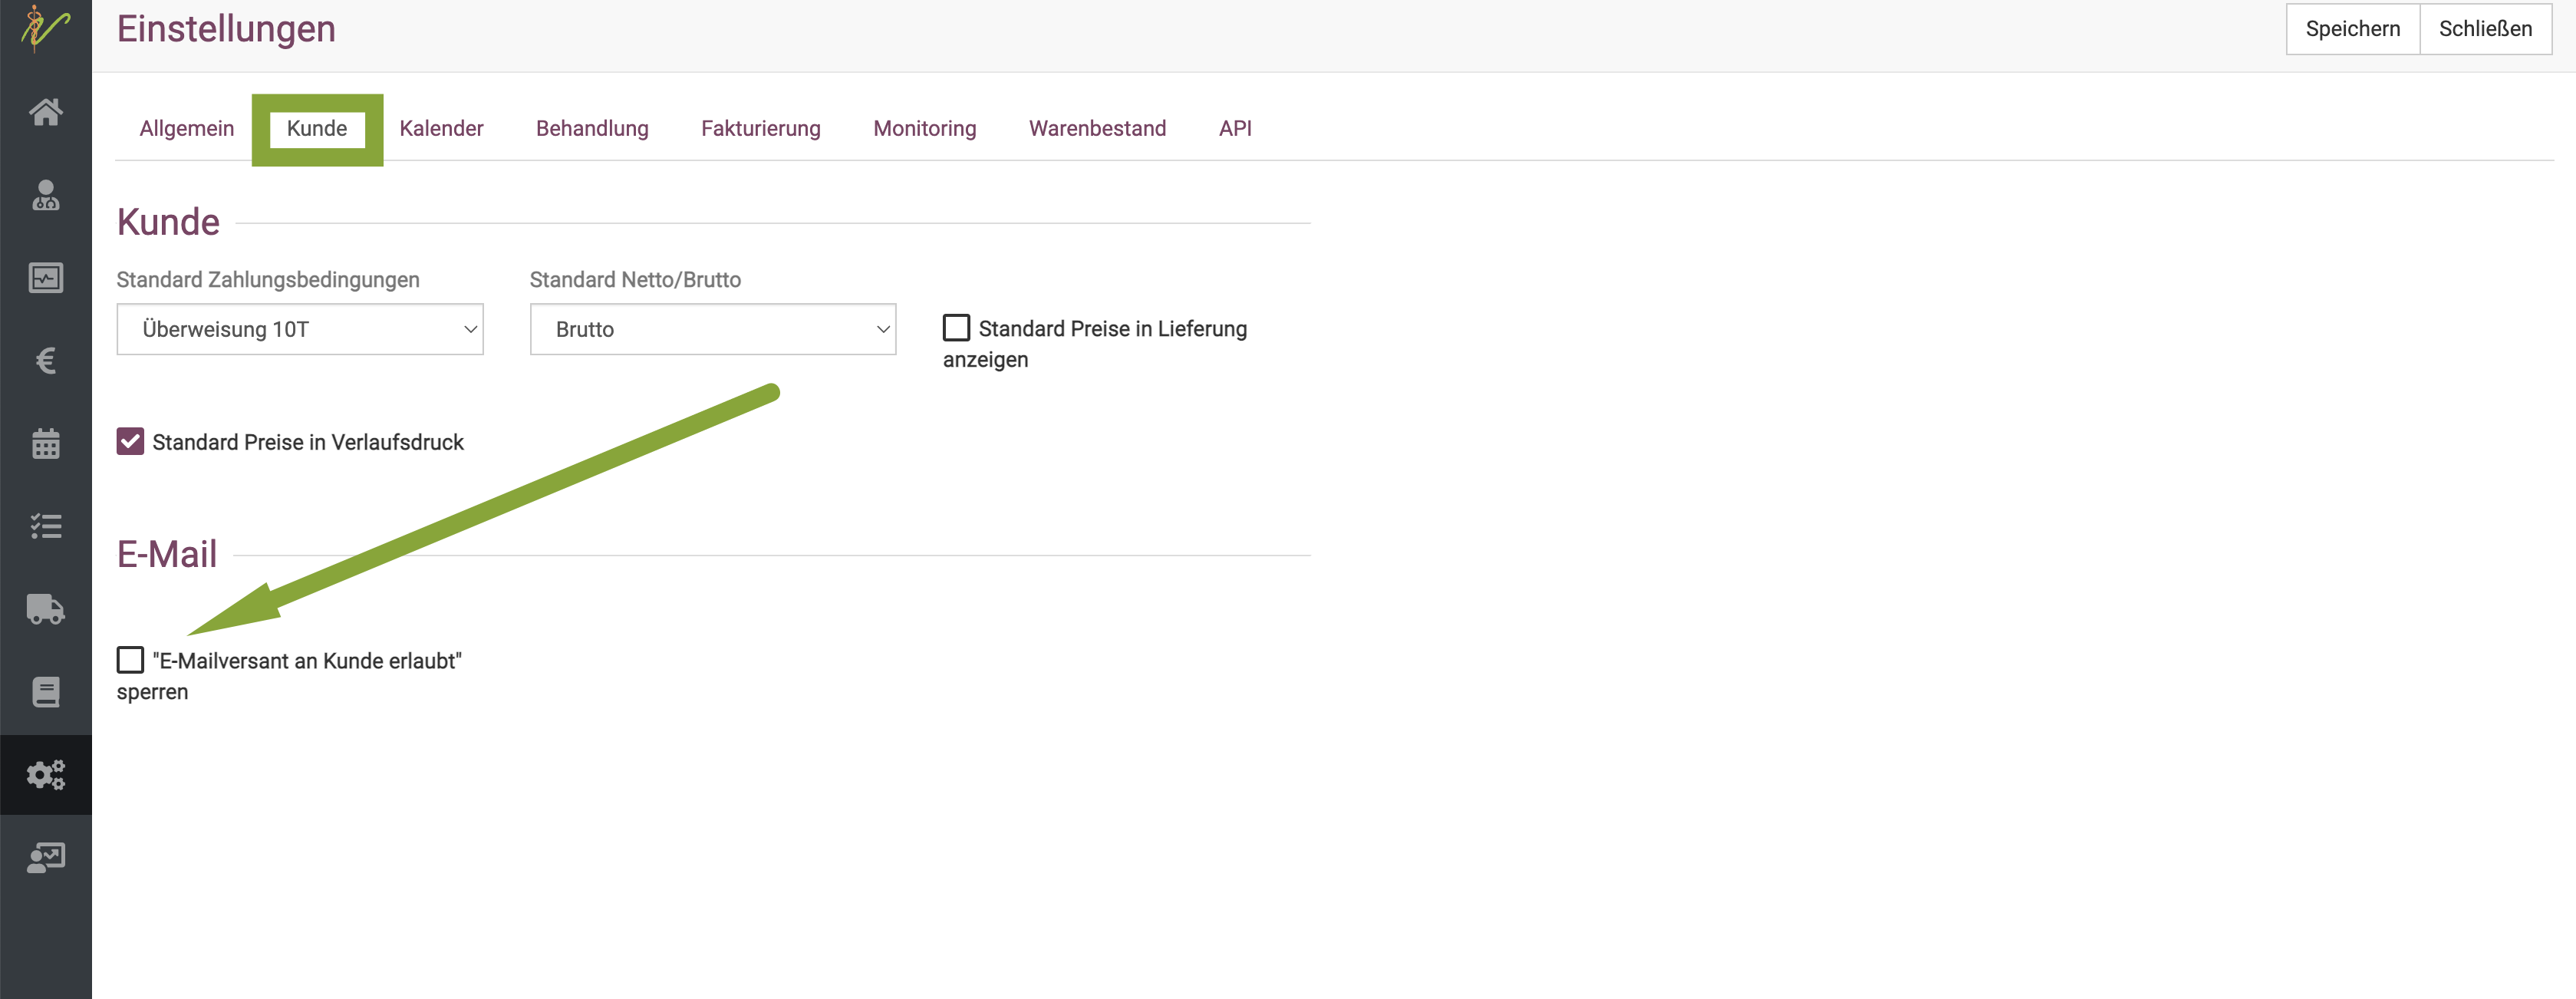 Einstellungen
Speichern
Schließen
Allgemein
Kunde
Kalender
Behandlung
Fakturierung
Monitoring
Warenbestand
API
Kunde
Standard Zahlungsbedingungen
Standard Netto/Brutto
Überweisung 10T
Brutto
Standard Preise in Lieferung
anzeigen
Standard Preise in Verlaufsdruck
E-Mail
"E-Mailversant an Kunde erlaubt"
sperren